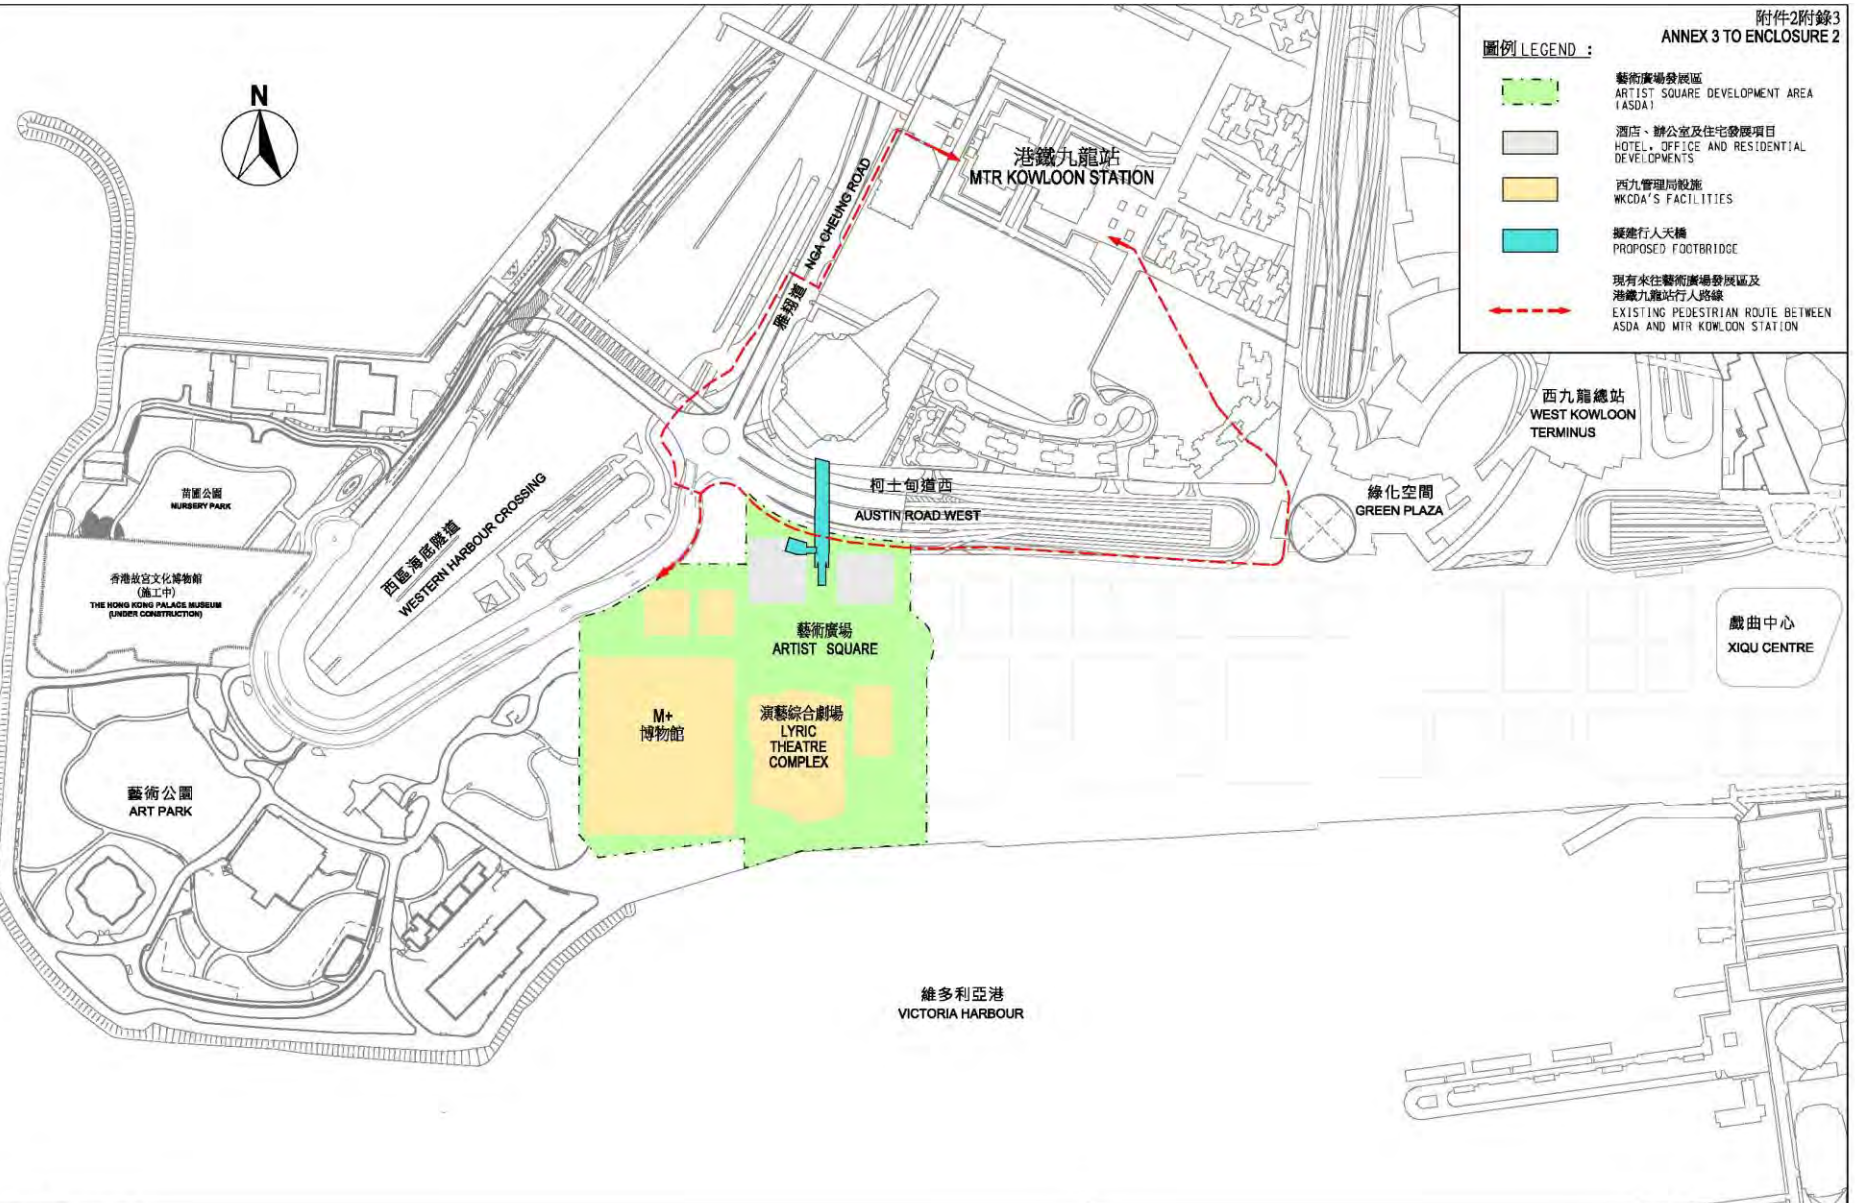 附件2附錄3
ANNEX 3 TO ENCLOSURE 2
圖例 LEGEND :
藝術廣場發展區
ARTIST SQUARE DEVELOPMENT AREA
(ASDA)
酒店、辦公室及住宅發展項目
HOTEL, OFFICE AND RESIDENTIAL
DEVELOPMENTS
西九管理局設施
WKCDA'S FACILITIES
擬建行人天橋
PROPOSED FOOTBRIDGE
現有來往藝術廣場發展區及
港鐵九龍站行人路線
EXISTING PEDESTRIAN ROUTE BETWEEN
ASDA AND MTR KOWLOON STATION
N
港鐵九龍站
MTR KOWLOON STATION
雅翔道
NGA CHEUNG ROAD
西九龍總站
WEST KOWLOON
TERMINUS
綠化空間
GREEN PLAZA
柯士甸道西
AUSTIN ROAD WEST
苗圃公園
NURSERY PARK
西區海底隧道
WESTERN HARBOUR CROSSING
香港故宮文化博物館
(施工中)
THE HONG KONG PALACE MUSEUM
(UNDER CONSTRUCTION)
藝術廣場
ARTIST SQUARE
戲曲中心
XIQU CENTRE
M+
博物館
演藝綜合劇場
LYRIC
THEATRE
COMPLEX
藝術公園
ART PARK
維多利亞港
VICTORIA HARBOUR